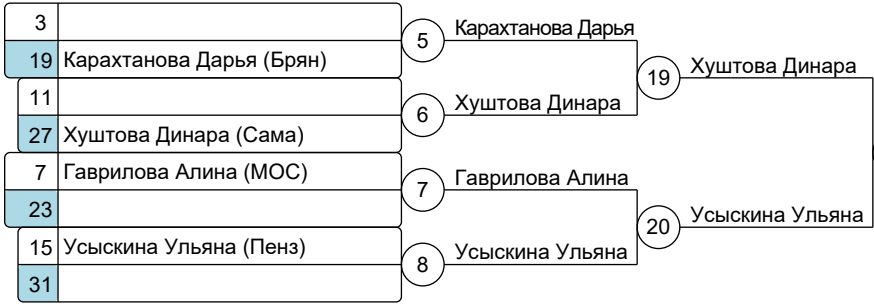 3
5
Карахтанова Дарья
19 Карахтанова Дарья (Брян)
19
Хуштова Динара
11
6
Хуштова Динара
27 Хуштова Динара (Сама)
7 Гаврилова Алина (МОС)
7
Гаврилова Алина
23
20
Усыскина Ульяна
15 Усыскина Ульяна (Пенз)
8
Усыскина Ульяна
31